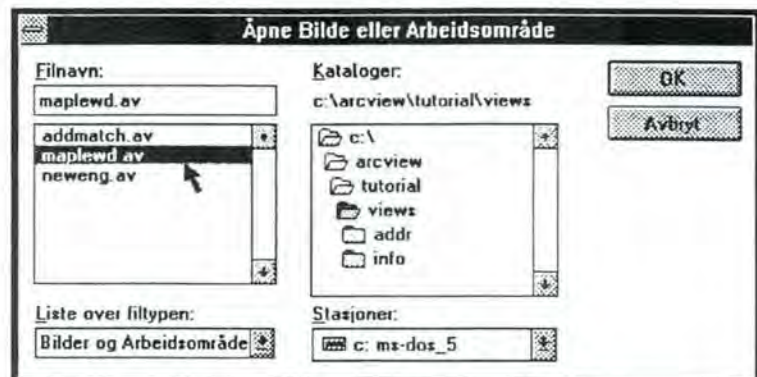 Åpne Bilde eller Arbeidsområde
Filnavn:
maplewd.av
addmatch.av
maplewd.av
neweng.av
Liste over filtypen:
Bilder og Arbeidsområde
Kataloger:
c:\arcview\tutorial\views
c:\
arcview
tutorial
views
addr
info
Stasjoner:
c: ms-dos_5
OK
Avbryt